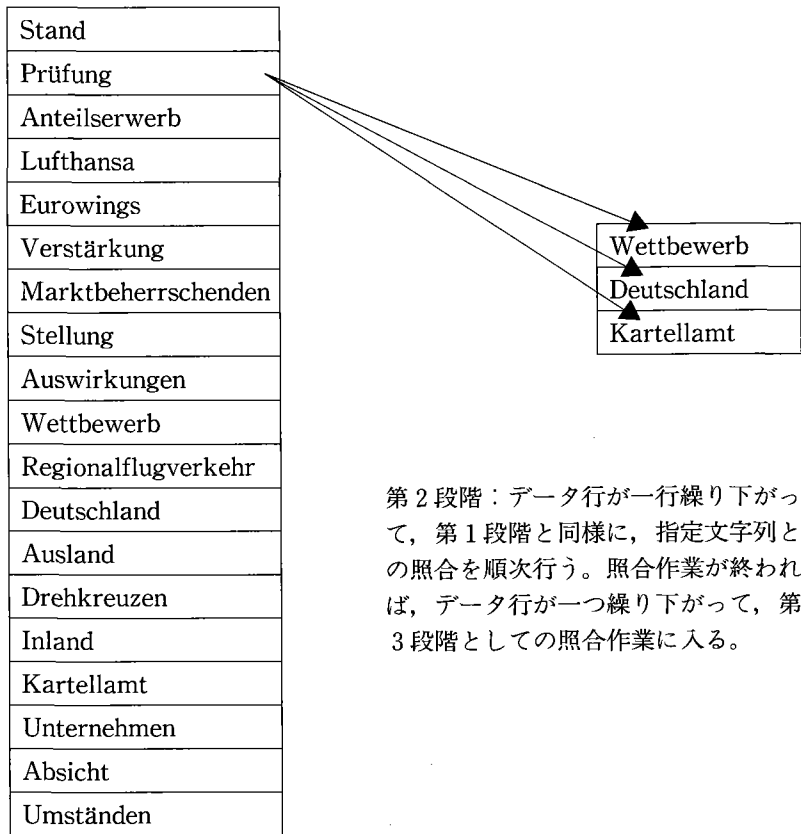 Stand
Prüfung
Anteilserwerb
Lufthansa
Eurowings
Verstärkung
Marktbeherrschenden
Stellung
Auswirkungen
Wettbewerb
Regionalflugverkehr
Deutschland
Ausland
Drehkreuzen
Inland
Kartellamt
Unternehmen
Absicht
Umständen
Wettbewerb
Deutschland
Kartellamt
第2段階：データ行が一行繰り下がっ
て，第1段階と同様に，指定文字列と
の照合を順次行う。照合作業が終われ
ば，データ行が一つ繰り下がって，第
3段階としての照合作業に入る。